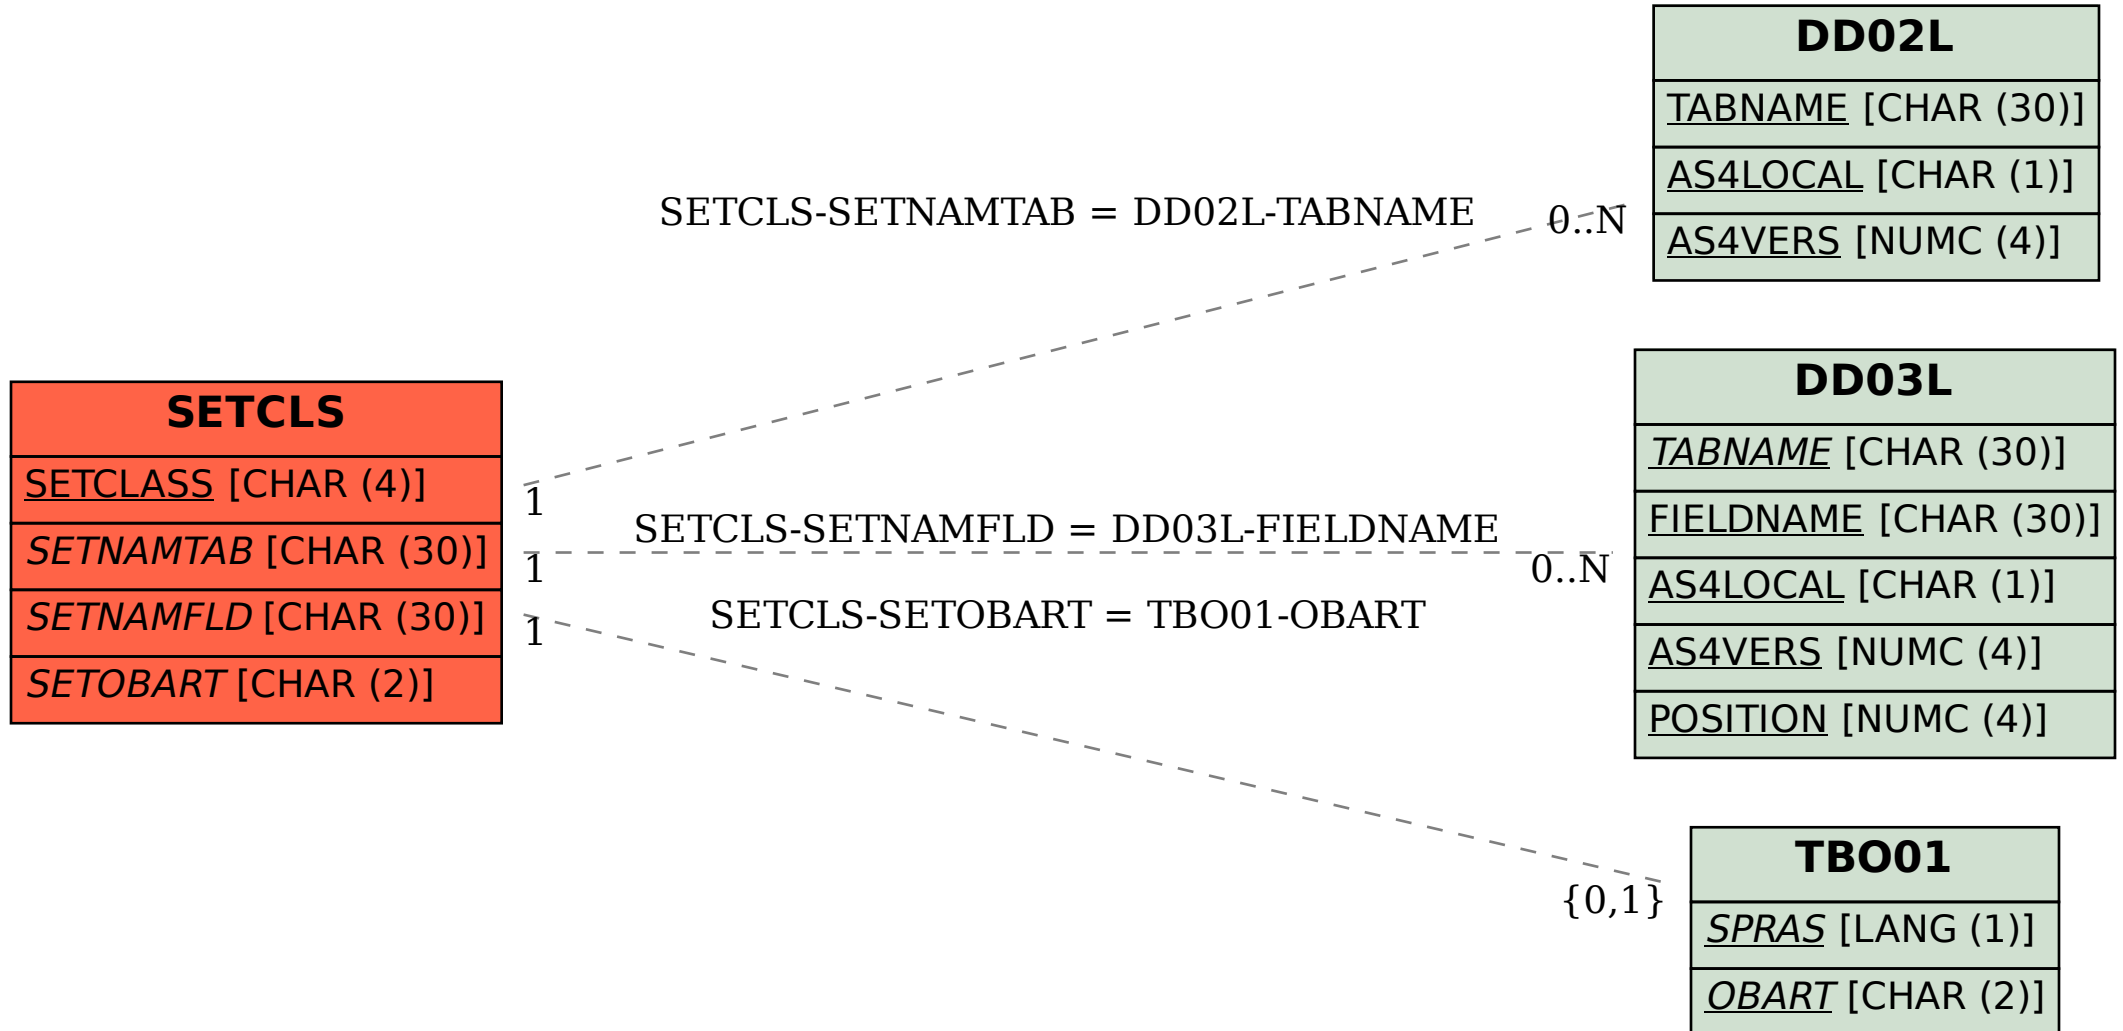 SETCLS
SETCLASS [CHAR (4)]
SETNAMTAB [CHAR (30)]
SETNAMFLD [CHAR (30)]
SETOBART [CHAR (2)]
SETCLS-SETNAMTAB = DD02L-TABNAME
1
0..N
SETCLS-SETNAMFLD = DD03L-FIELDNAME
1
0..N
SETCLS-SETOBART = TBO01-OBART
1
{0,1}
DD02L
TABNAME [CHAR (30)]
AS4LOCAL [CHAR (1)]
AS4VERS [NUMC (4)]
DD03L
TABNAME [CHAR (30)]
FIELDNAME [CHAR (30)]
AS4LOCAL [CHAR (1)]
AS4VERS [NUMC (4)]
POSITION [NUMC (4)]
TBO01
SPRAS [LANG (1)]
OBART [CHAR (2)]